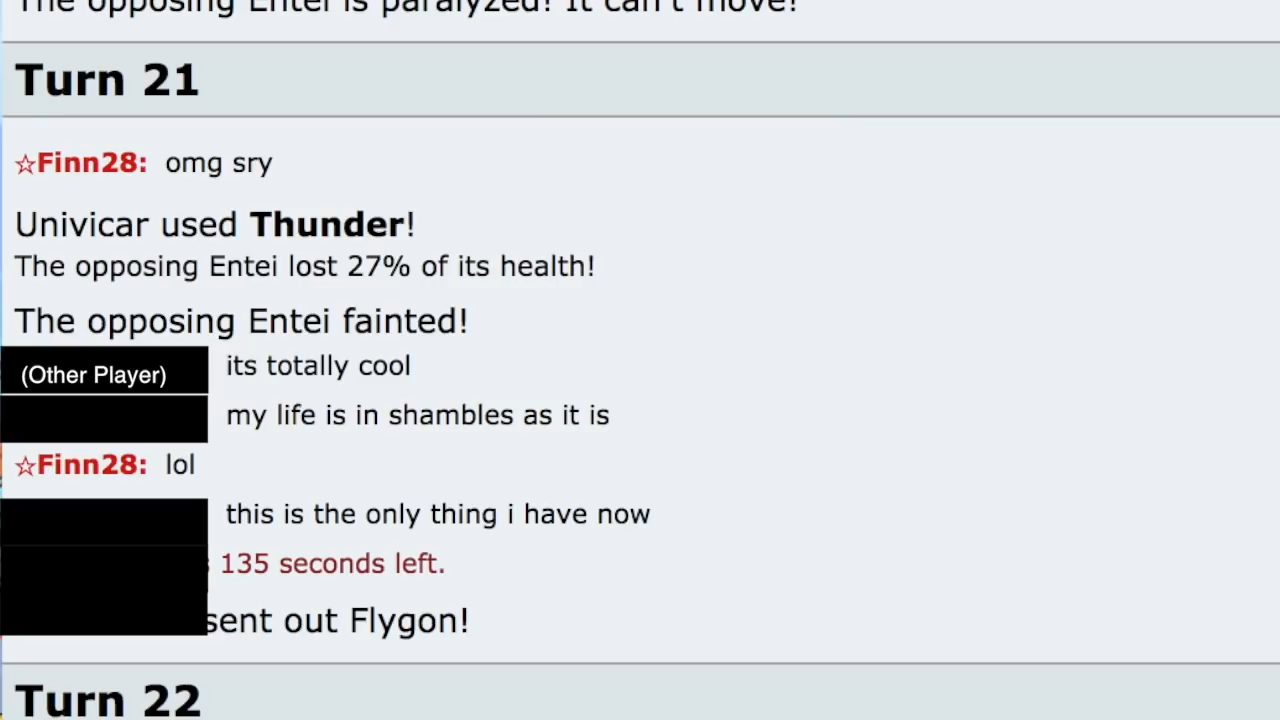 The opposing Entei is paralyzed! It can't move!
Turn 21
☆Finn28: omg sry
Univicar used Thunder!
The opposing Entei lost 27% of its health!
The opposing Entei fainted!
(Other Player) its totally cool
my life is in shambles as it is
☆Finn28: lol
this is the only thing i have now
135 seconds left.
sent out Flygon!
Turn 22